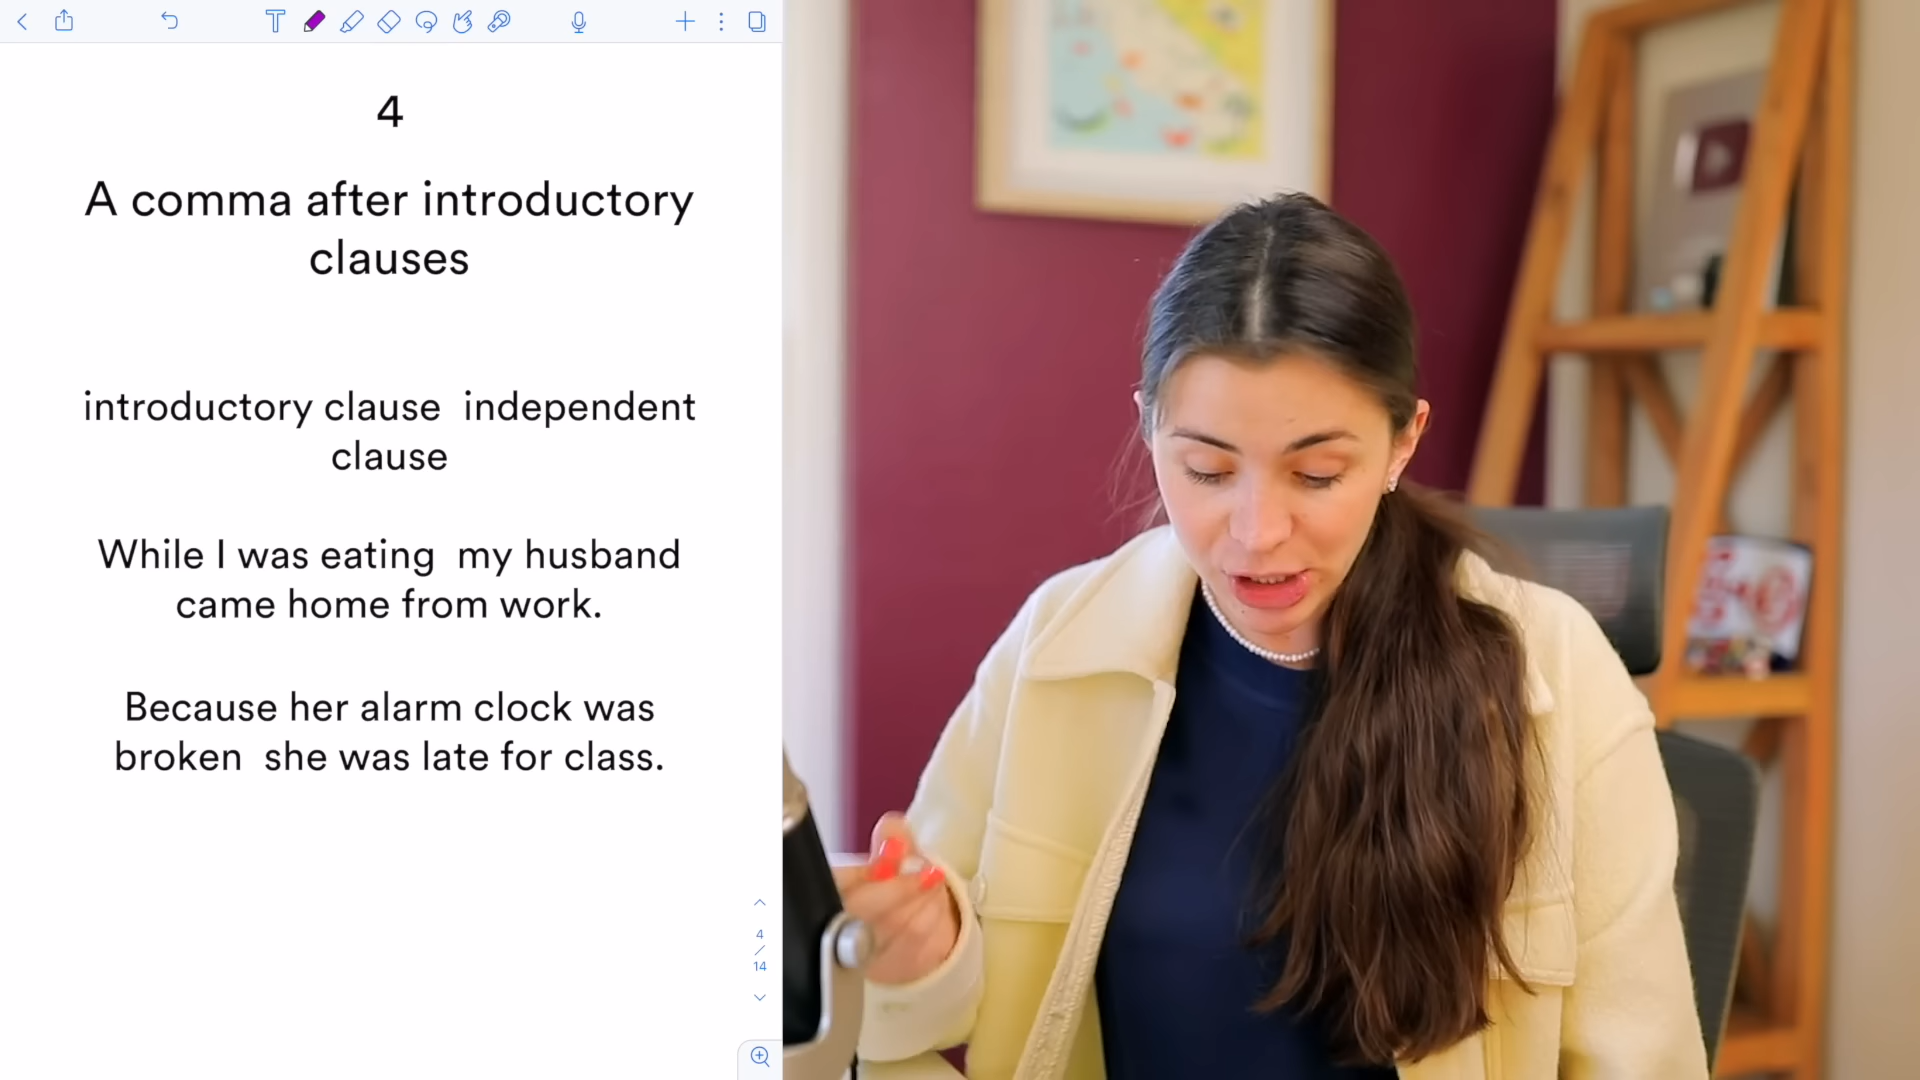 4
A comma after introductory
clauses
introductory clause independent
clause
While I was eating my husband
came home from work.
Because her alarm clock was
broken she was late for class.
4
/
14